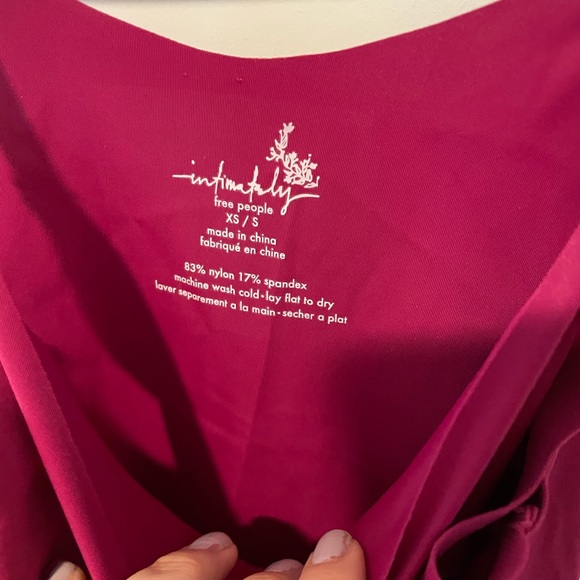 intimately
free people
XS / S
made in china
fabriqué en chine
83% nylon 17% spandex
machine wash cold - lay flat to dry
laver separement a la main - secher a plat